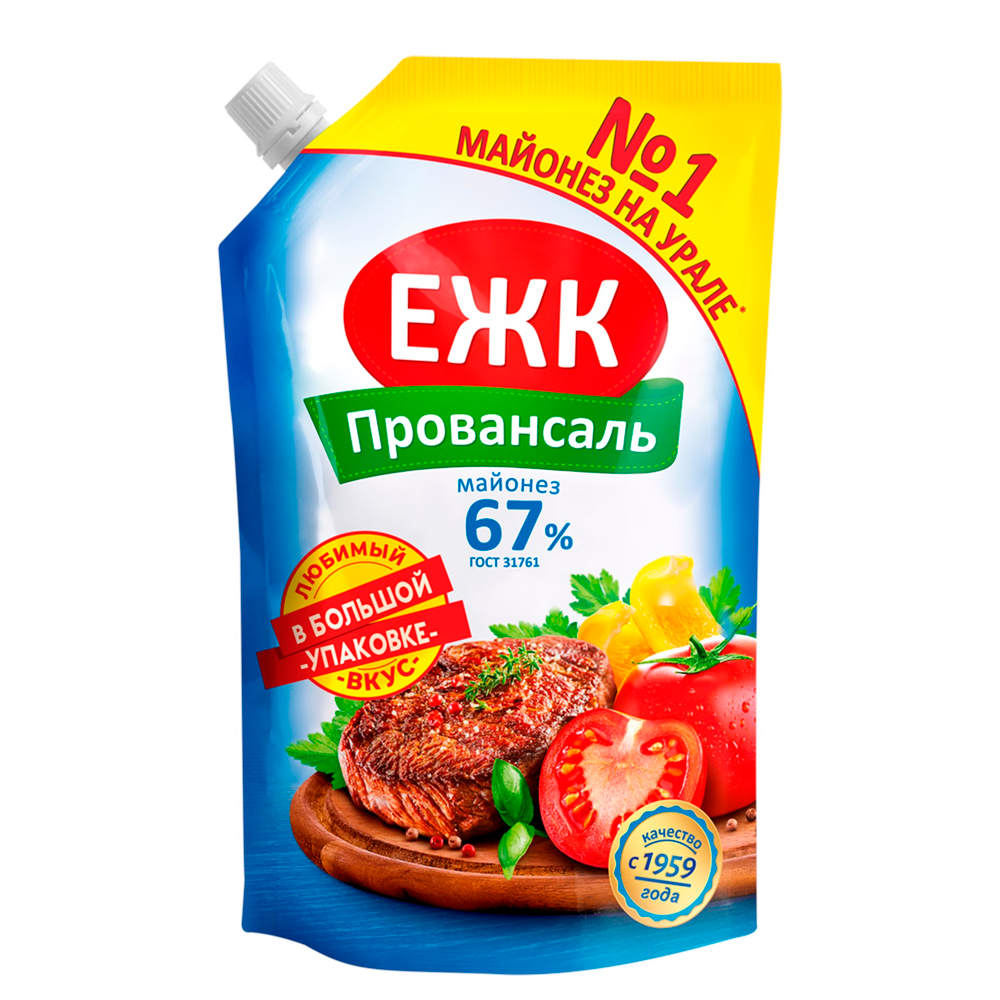 №1
МАЙОНЕЗ НА УРАЛЕ*
ЕЖК
Провансаль
майонез
67%
ГОСТ 31761
ЛЮБИМЫЙ
В БОЛЬШОЙ
-УПАКОВКЕ-
•ВКУС•
качество
с 1959
года